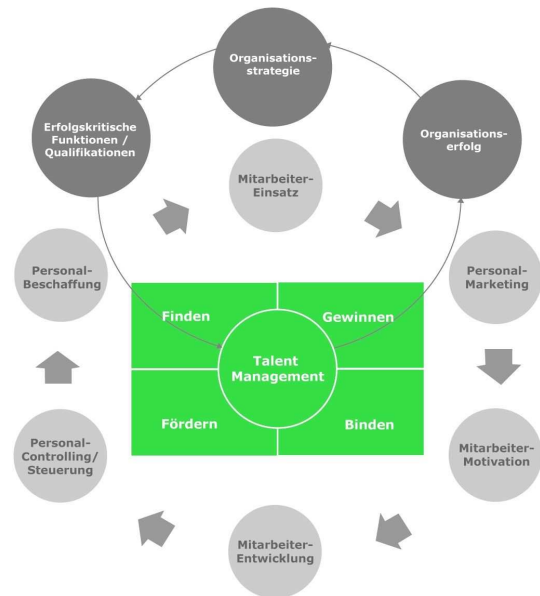 Organisations-
strategie
Erfolgskritische
Funktionen /
Qualifikationen
Organisations-
erfolg
Mitarbeiter-
Einsatz
Personal-
Beschaffung
Personal-
Marketing
Finden
Gewinnen
Talent
Management
Fördern
Binden
Personal-
Controlling/
Steuerung
Mitarbeiter-
Motivation
Mitarbeiter-
Entwicklung